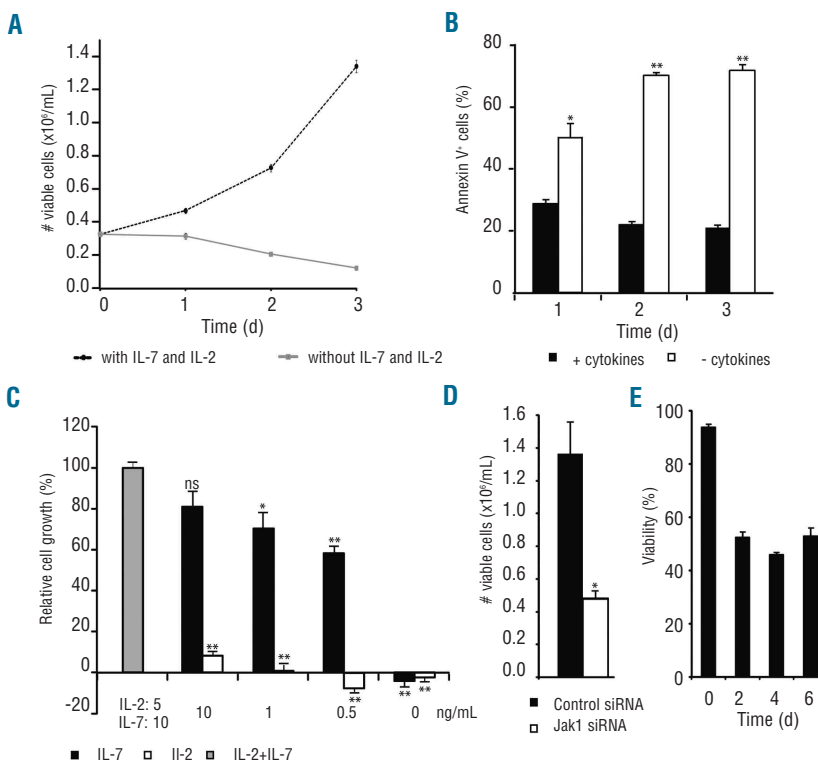 A
# viable cells (x10⁶/mL)
1.4
1.2
1.0
0.8
0.6
0.4
0.2
0
0 1 2 3
Time (d)
with IL-7 and IL-2 without IL-7 and IL-2
B
Annexin V⁺ cells (%)
80
60
40
20
0
* ** **
1 2 3
Time (d)
+ cytokines - cytokines
C
Relative cell growth (%)
120
100
80
60
40
20
0
-20
ns * **
** ** ** ** **
IL-2: 5
IL-7: 10
10 1 0.5 0 ng/mL
IL-7 Il-2 IL-2+IL-7
D
# viable cells (x10⁶/mL)
1.6
1.4
1.2
1.0
0.8
0.6
0.4
0.2
0.0
*
Control siRNA
Jak1 siRNA
E
Viability (%)
100
80
60
40
20
0
0 2 4 6
Time (d)